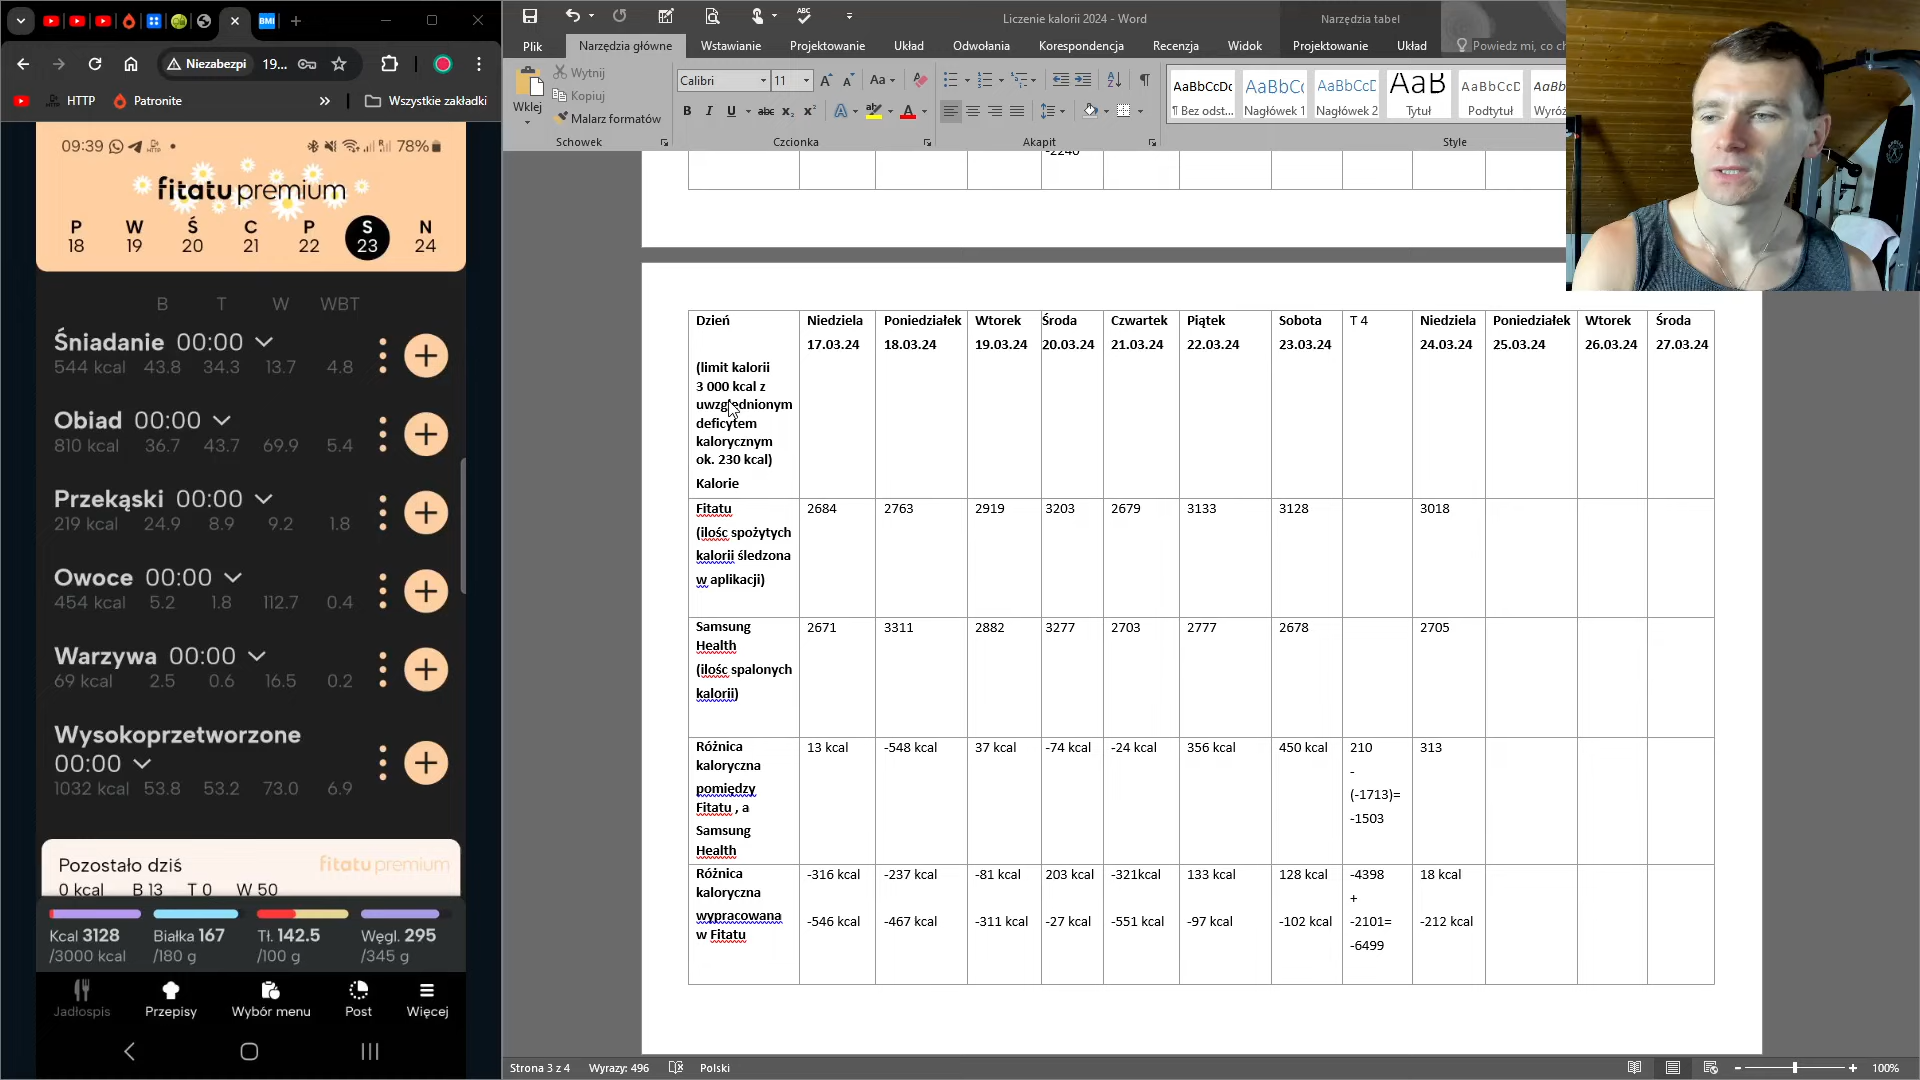 BMI
Niezabezpi
19...
HTTP
Patronite
Wszystkie zakładki
09:39
78%
fitatu premium
P W Ś C P S N
18 19 20 21 22 23 24
B T W WBT
Śniadanie 00:00
544 kcal 43.8 34.3 13.7 4.8
Obiad 00:00
810 kcal 36.7 43.7 69.9 5.4
Przekąski 00:00
219 kcal 24.9 8.9 9.2 1.8
Owoce 00:00
454 kcal 5.2 1.8 112.7 0.4
Warzywa 00:00
69 kcal 2.5 0.6 16.5 0.2
Wysokoprzetworzone
00:00
1032 kcal 53.8 53.2 73.0 6.9
Pozostało dziś fitatu premium
0 kcal B 13 T 0 W 50
Kcal 3128 Białka 167 Tł. 142.5 Węgl. 295
/3000 kcal /180 g /100 g /345 g
Jadłospis Przepisy Wybór menu Post Więcej
Liczenie kalorii 2024 - Word
Narzędzia tabel
Plik Narzędzia główne Wstawianie Projektowanie Układ Odwołania Korespondencja Recenzja Widok Projektowanie Układ Powiedz mi, co ch
Wklej
Wytnij
Kopiuj
Malarz formatów
Schowek
Calibri 11
Czcionka
Akapit
AaBbCcDc AaBbCc AaBbCcD AaB AaBbCcD AaBb
¶ Bez odst... Nagłówek 1 Nagłówek 2 Tytuł Podtytuł Wyróż
Style
-2240
Dzień Niedziela Poniedziałek Wtorek Środa Czwartek Piątek Sobota T 4 Niedziela Poniedziałek Wtorek Środa
17.03.24 18.03.24 19.03.24 20.03.24 21.03.24 22.03.24 23.03.24 24.03.24 25.03.24 26.03.24 27.03.24
(limit kalorii
3 000 kcal z
uwzględnionym
deficytem
kalorycznym
ok. 230 kcal)
Kalorie
Fitatu 2684 2763 2919 3203 2679 3133 3128 3018
(ilośc spożytych
kalorii śledzona
w aplikacji)
Samsung 2671 3311 2882 3277 2703 2777 2678 2705
Health
(ilośc spalonych
kalorii)
Różnica 13 kcal -548 kcal 37 kcal -74 kcal -24 kcal 356 kcal 450 kcal 210 313
kaloryczna -
pomiędzy (-1713)=
Fitatu , a -1503
Samsung
Health
Różnica -316 kcal -237 kcal -81 kcal 203 kcal -321kcal 133 kcal 128 kcal -4398 18 kcal
kaloryczna +
wypracowana -546 kcal -467 kcal -311 kcal -27 kcal -551 kcal -97 kcal -102 kcal -2101= -212 kcal
w Fitatu -6499
Strona 3 z 4 Wyrazy: 496 Polski 100%